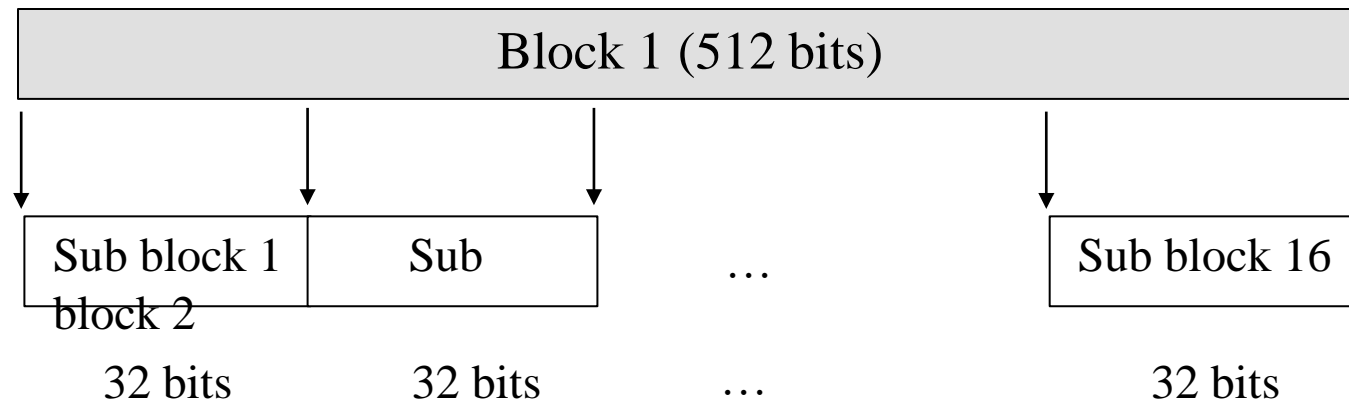 Block 1 (512 bits)
Sub block 1 Sub … Sub block 16
block 2
32 bits 32 bits … 32 bits